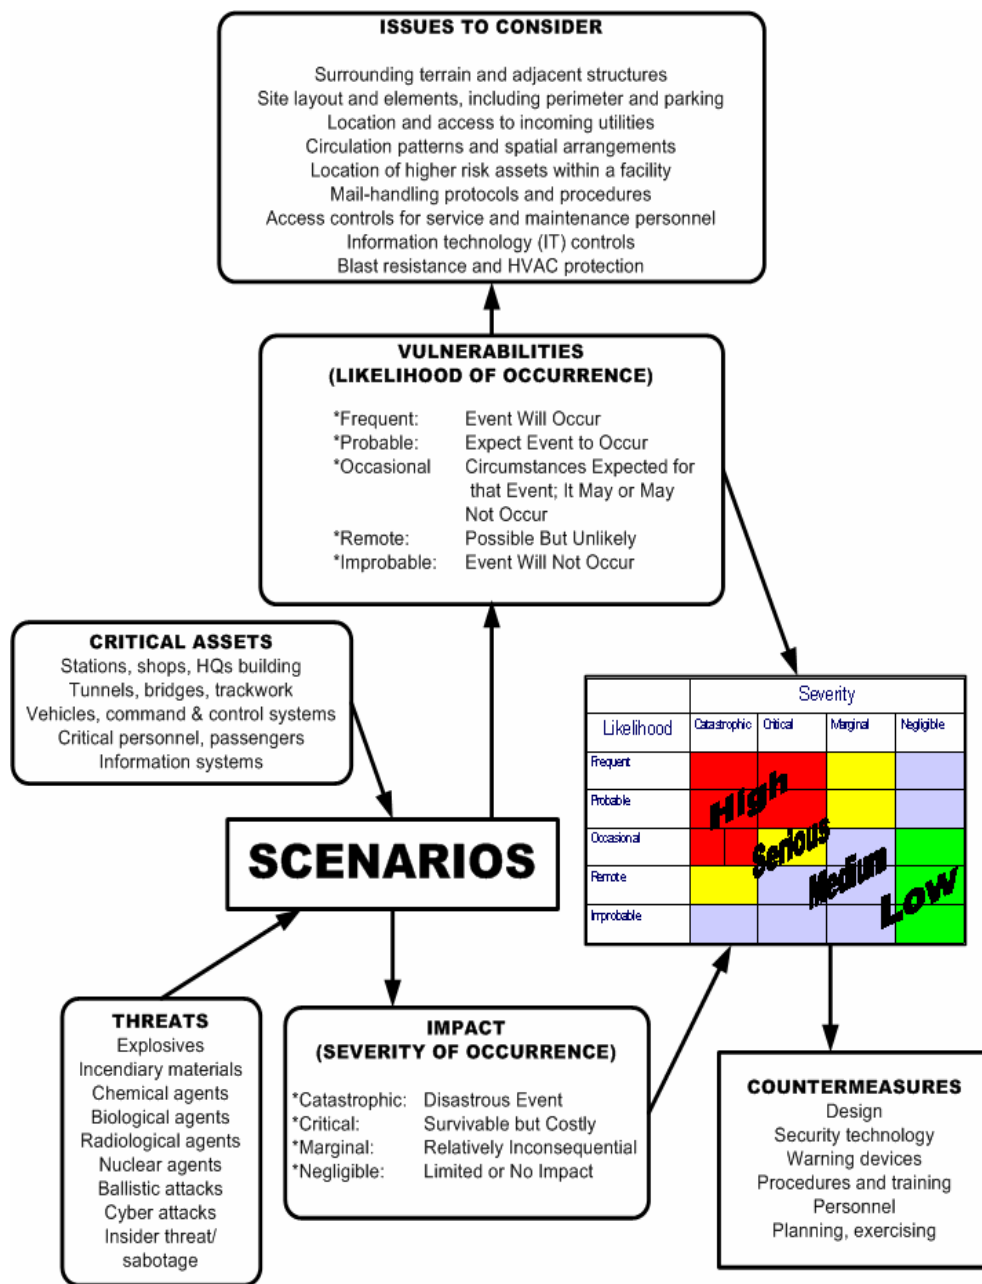 ISSUES TO CONSIDER
Surrounding terrain and adjacent structures
Site layout and elements, including perimeter and parking
Location and access to incoming utilities
Circulation patterns and spatial arrangements
Location of higher risk assets within a facility
Mail-handling protocols and procedures
Access controls for service and maintenance personnel
Information technology (IT) controls
Blast resistance and HVAC protection
VULNERABILITIES
(LIKELIHOOD OF OCCURRENCE)
*Frequent: Event Will Occur
*Probable: Expect Event to Occur
*Occasional Circumstances Expected for
that Event; It May or May
Not Occur
*Remote: Possible But Unlikely
*Improbable: Event Will Not Occur
CRITICAL ASSETS
Stations, shops, HQs building
Tunnels, bridges, trackwork
Vehicles, command & control systems
Critical personnel, passengers
Information systems
SCENARIOS
Severity
Likelihood Catastrophic Critical Marginal Negligible
Frequent
Probable
Occasional
Remote
Improbable
High
Serious
Medium
Low
THREATS
Explosives
Incendiary materials
Chemical agents
Biological agents
Radiological agents
Nuclear agents
Ballistic attacks
Cyber attacks
Insider threat/
sabotage
IMPACT
(SEVERITY OF OCCURRENCE)
*Catastrophic: Disastrous Event
*Critical: Survivable but Costly
*Marginal: Relatively Inconsequential
*Negligible: Limited or No Impact
COUNTERMEASURES
Design
Security technology
Warning devices
Procedures and training
Personnel
Planning, exercising